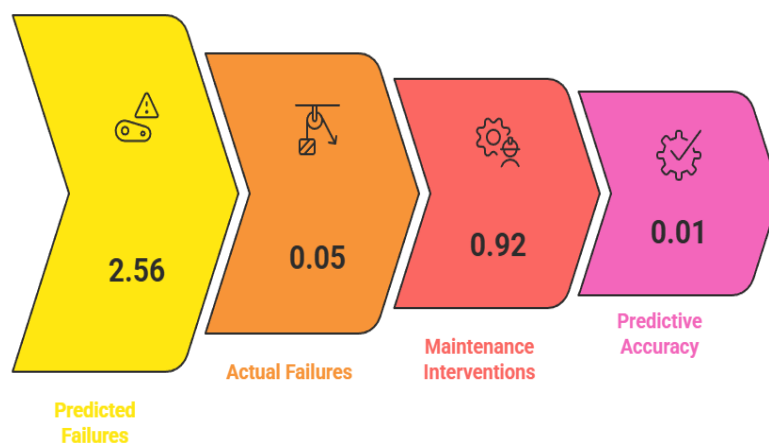 2.56
Predicted
Failures
0.05
Actual Failures
0.92
Maintenance
Interventions
0.01
Predictive
Accuracy